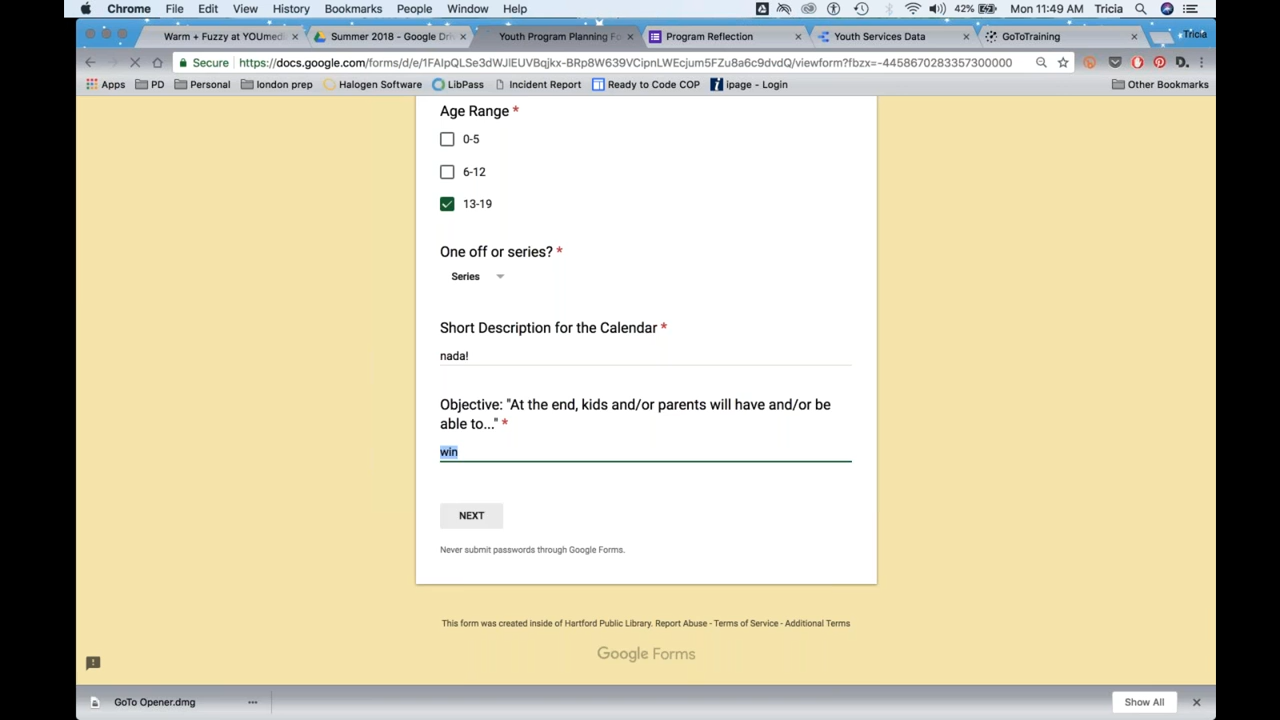 Chrome File Edit View History Bookmarks People Window Help 42% Mon 11:49 AM Tricia
Warm + Fuzzy at YOUmedi Summer 2018 - Google Dri Youth Program Planning Fo Program Reflection Youth Services Data GoToTraining Tricia
Secure https://docs.google.com/forms/d/e/1FAIpQLSe3dWJlEUVBqjkx-BRp8W639VCipnLWEcjum5FZu8a6c9dvdQ/viewform?fbzx=-4458670283357300000
Apps PD Personal london prep Halogen Software LibPass Incident Report Ready to Code COP ipage - Login Other Bookmarks
Age Range *
0-5
6-12
13-19
One off or series? *
Series
Short Description for the Calendar *
nada!
Objective: "At the end, kids and/or parents will have and/or be
able to..." *
win
NEXT
Never submit passwords through Google Forms.
This form was created inside of Hartford Public Library. Report Abuse - Terms of Service - Additional Terms
Google Forms
GoTo Opener.dmg Show All